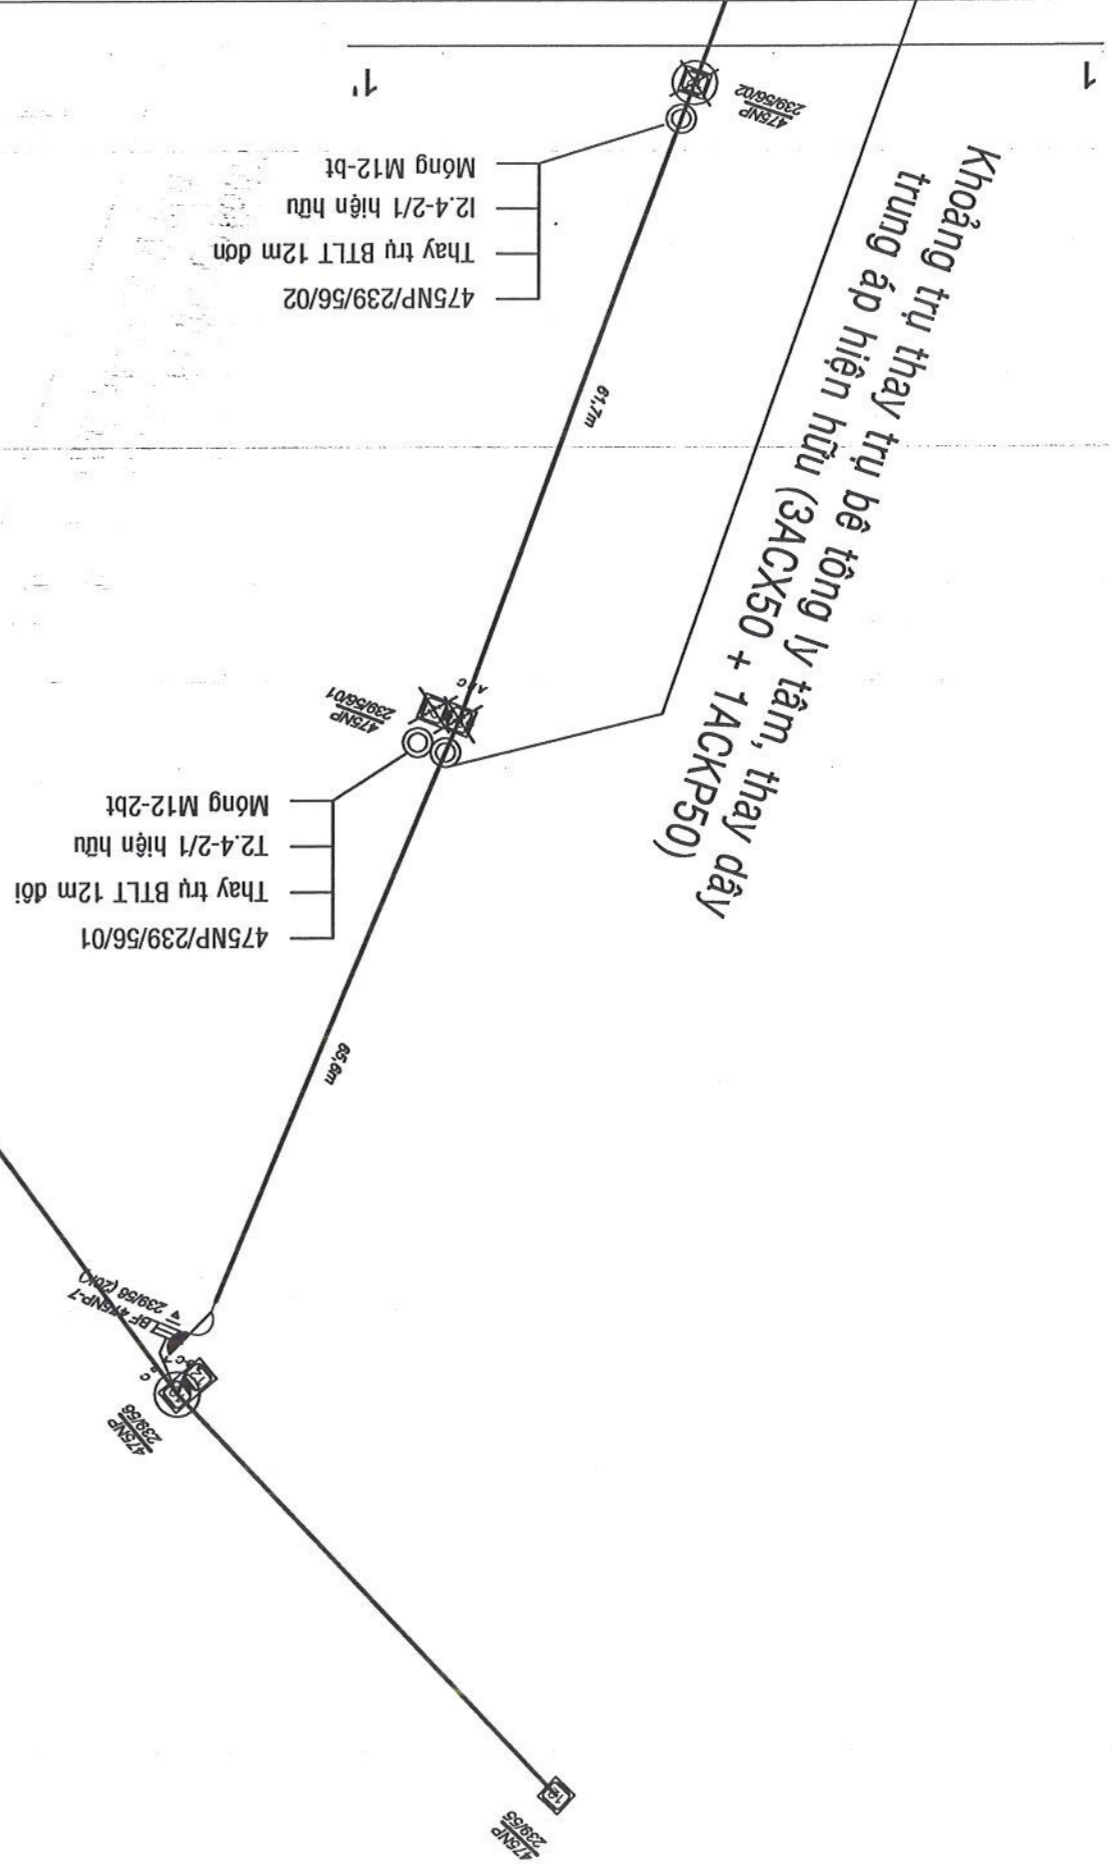 475NP
239/55
475NP
239/56
LBF 475NP-7
239/56 (20K)
65,6m
475NP/239/56/01
Thay trụ BTLT 12m đôi
T2.4-2/1 hiện hữu
Móng M12-2bt
475NP
239/56/01
A B C
Khoảng trụ thay trụ bê tông ly tâm, thay dây
trung áp hiện hữu (3ACX50 + 1ACKP50)
61,7m
475NP/239/56/02
Thay trụ BTLT 12m đơn
I2.4-2/1 hiện hữu
Móng M12-bt
475NP
239/56/02
1
1'